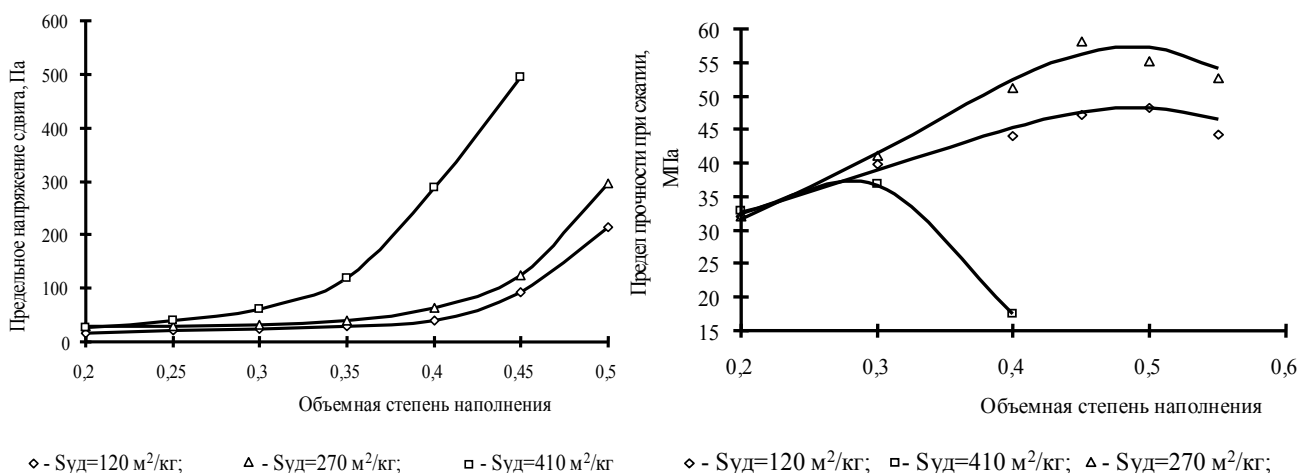 Предельное напряжение сдвига, Па
600
500
400
300
200
100
0
0,2 0,25 0,3 0,35 0,4 0,45 0,5
Объемная степень наполнения
◇ - Sуд=120 м²/кг; △ - Sуд=270 м²/кг; □ - Sуд=410 м²/кг
Предел прочности при сжатии,
МПа
60
55
50
45
40
35
30
25
20
15
0,2 0,3 0,4 0,5 0,6
Объемная степень наполнения
◇ - Sуд=120 м²/кг; □ - Sуд=410 м²/кг; △ - Sуд=270 м²/кг;